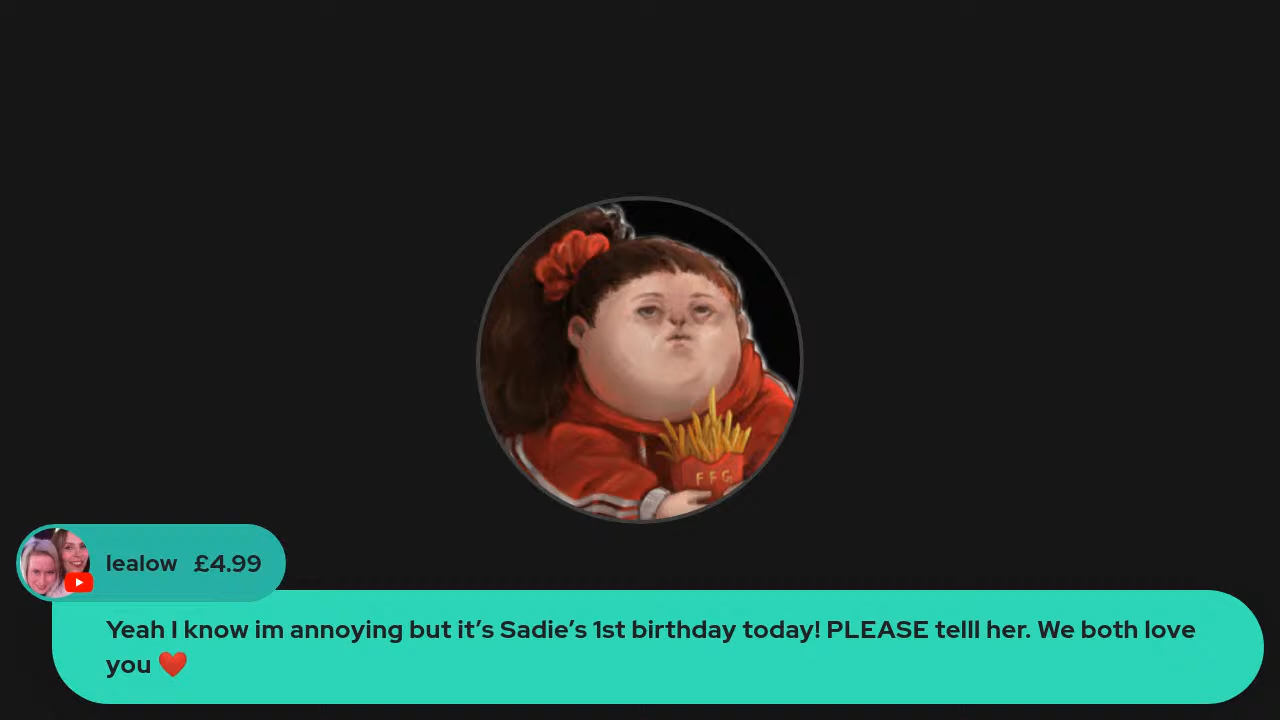 FFG
lealow £4.99
Yeah I know im annoying but it’s Sadie’s 1st birthday today! PLEASE telll her. We both love
you ❤️